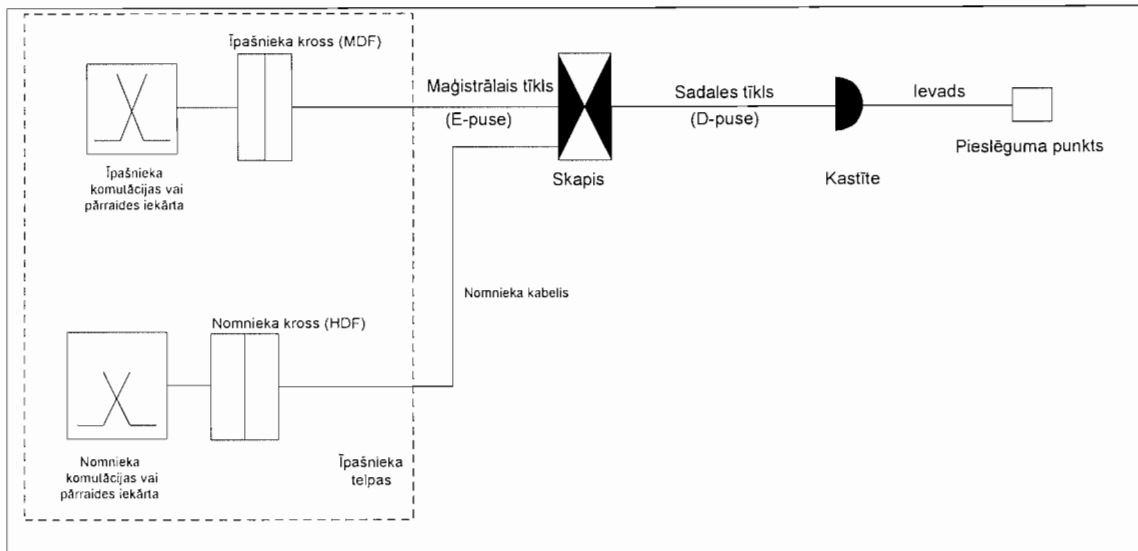 Īpašnieka kross (MDF)
Maģistrālais tīkls
(E-puse)
Sadales tīkls
(D-puse)
Ievads
Pieslēguma punkts
Skapis
Kastīte
Īpašnieka
komutācijas vai
pārraides iekārta
Nomnieka kabelis
Nomnieka kross (HDF)
Nomnieka
komutācijas vai
pārraides iekārta
Īpašnieka
telpas